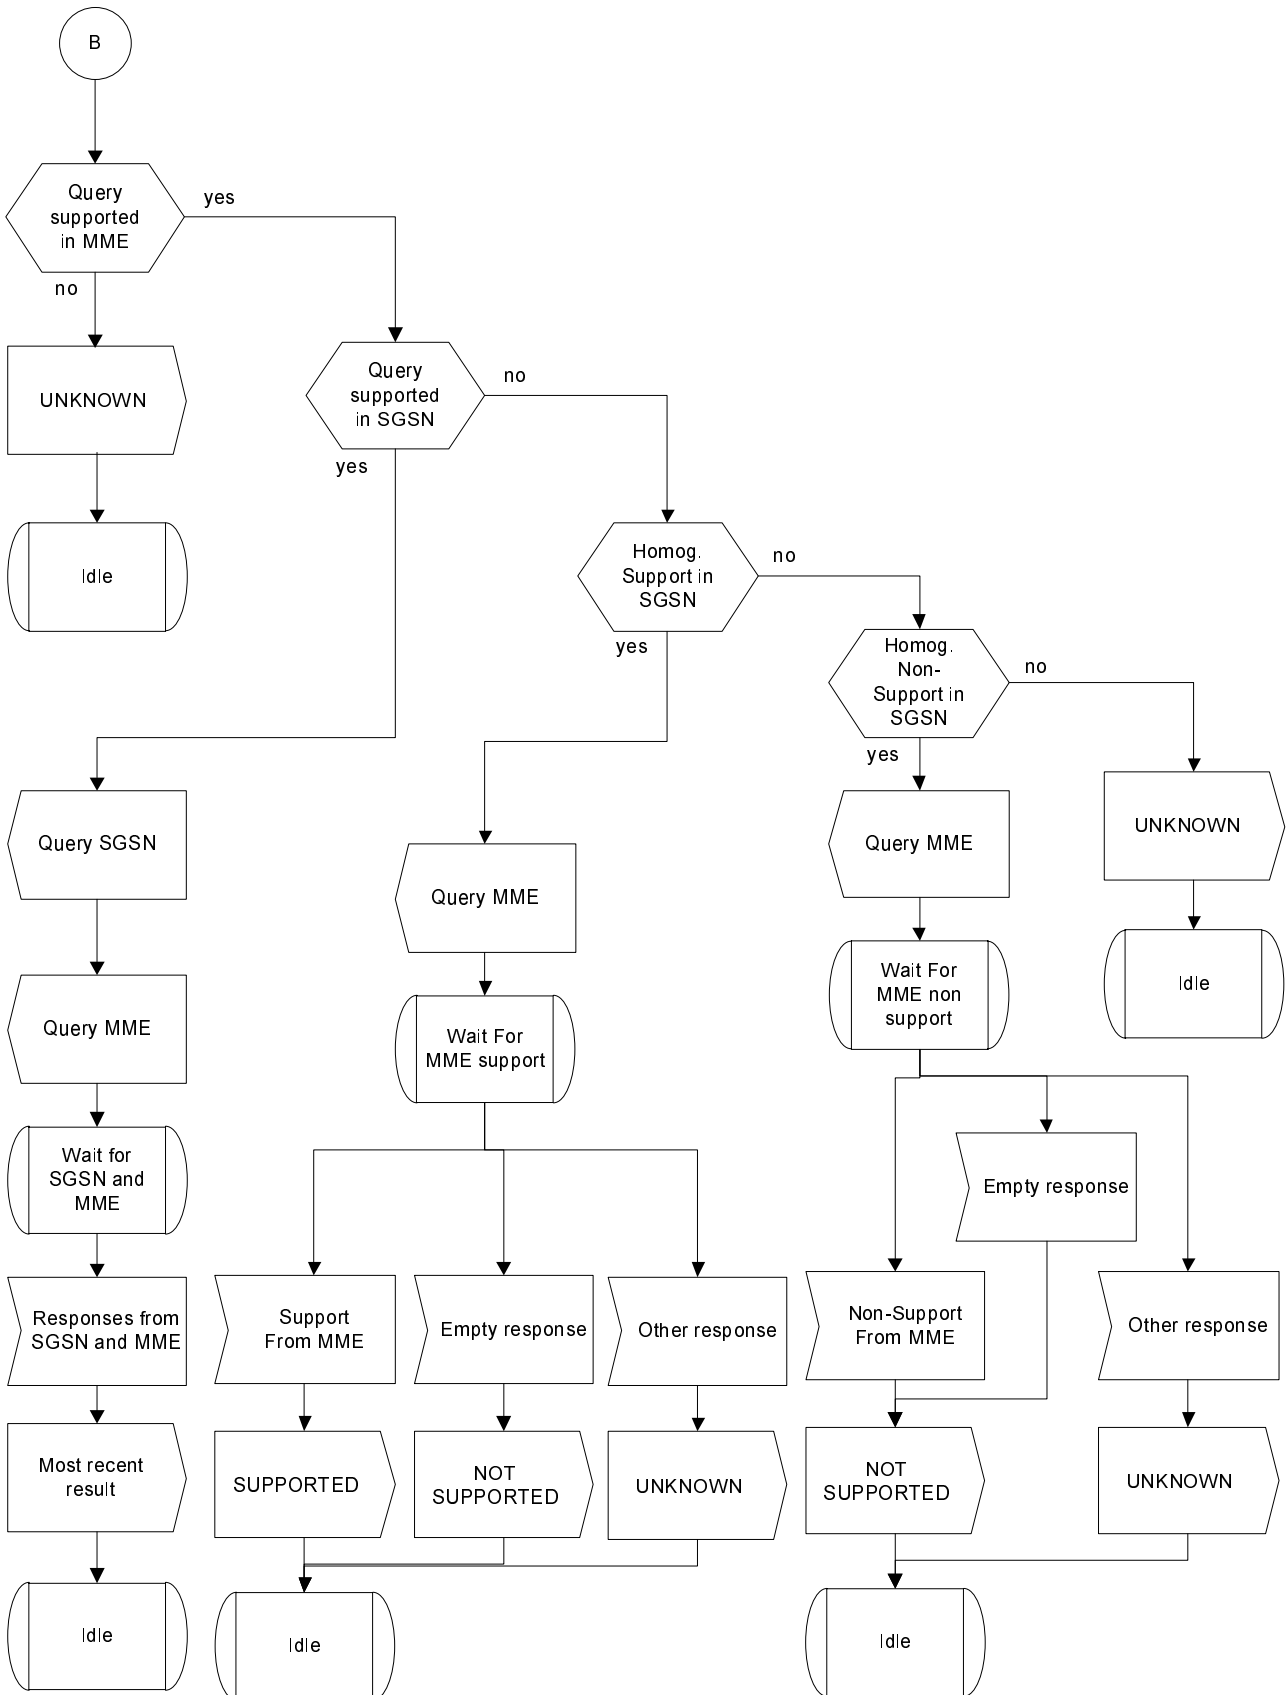 B
Query
supported
in MME
yes
no
UNKNOWN
Idle
Query
supported
in SGSN
no
yes
Homog.
Support in
SGSN
no
yes
Homog.
Non-
Support in
SGSN
no
yes
UNKNOWN
Idle
Query SGSN
Query MME
Wait for
SGSN and
MME
Responses from
SGSN and MME
Most recent
result
Idle
Query MME
Wait For
MME support
Support
From MME
SUPPORTED
Empty response
NOT
SUPPORTED
Other response
UNKNOWN
Idle
Query MME
Wait For
MME non
support
Empty response
Non-Support
From MME
NOT
SUPPORTED
Other response
UNKNOWN
Idle